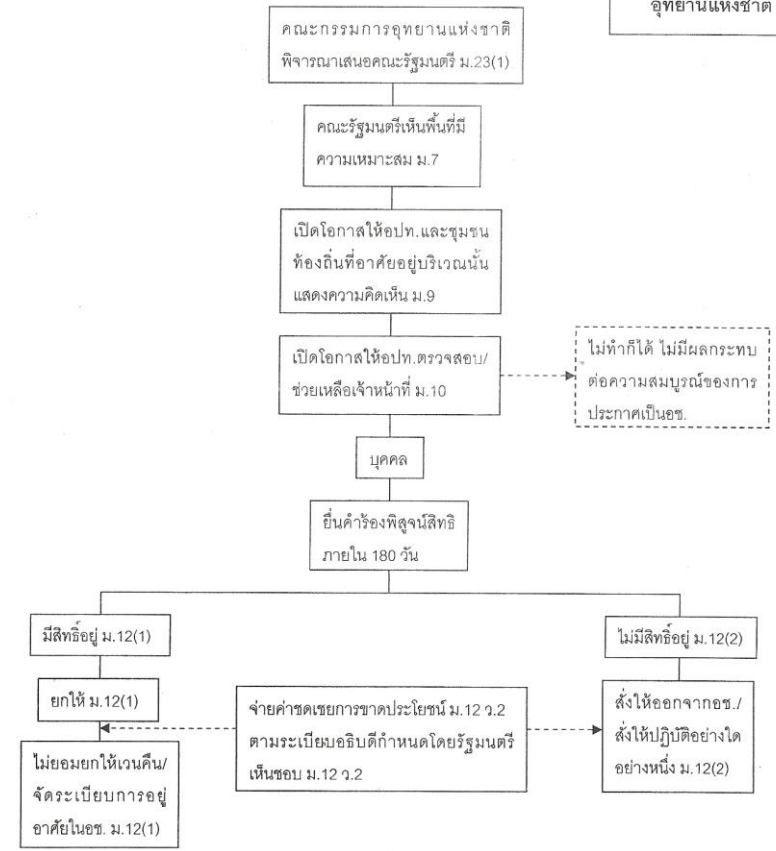 อุทยานแห่งชาติ
คณะกรรมการอุทยานแห่งชาติ
พิจารณาเสนอคณะรัฐมนตรี ม.23(1)
คณะรัฐมนตรีเห็นพื้นที่มี
ความเหมาะสม ม.7
เปิดโอกาสให้อปท.และชุมชน
ท้องถิ่นที่อาศัยอยู่บริเวณนั้น
แสดงความคิดเห็น ม.9
เปิดโอกาสให้อปท.ตรวจสอบ/
ช่วยเหลือเจ้าหน้าที่ ม.10
ไม่ทำก็ได้ ไม่มีผลกระทบ
ต่อความสมบูรณ์ของการ
ประกาศเป็นอช.
บุคคล
ยื่นคำร้องพิสูจน์สิทธิ
ภายใน 180 วัน
มีสิทธิ์อยู่ ม.12(1)
ไม่มีสิทธิ์อยู่ ม.12(2)
ยกให้ ม.12(1)
จ่ายค่าชดเชยการขาดประโยชน์ ม.12 ว.2
ตามระเบียบอธิบดีกำหนดโดยรัฐมนตรี
เห็นชอบ ม.12 ว.2
สั่งให้ออกจากอช./
สั่งให้ปฏิบัติอย่างใด
อย่างหนึ่ง ม.12(2)
ไม่ยอมยกให้เวนคืน/
จัดระเบียบการอยู่
อาศัยในอช. ม.12(1)